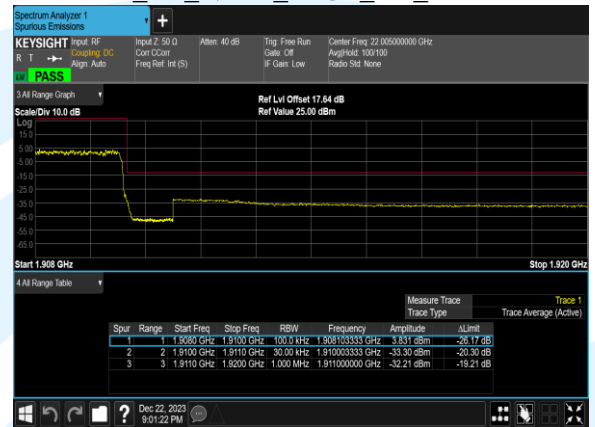 Spectrum Analyzer 1
Spurious Emissions
KEYSIGHT Input: RF Input Z: 50 Ω Atten: 40 dB Trig: Free Run Center Freq: 22.005000000 GHz
R T Coupling: DC Corr CCorr Gate: Off Avg|Hold: 100/100
Align: Auto Freq Ref: Int (S) IF Gain: Low Radio Std: None
LV PASS
3 All Range Graph
Ref Lvl Offset 17.64 dB
Scale/Div 10.0 dB Ref Value 25.00 dBm
Log
15.0
5.00
-5.00
-15.0
-25.0
-35.0
-45.0
-55.0
-65.0
Start 1.908 GHz Stop 1.920 GHz
4 All Range Table
Measure Trace Trace 1
Trace Type Trace Average (Active)
Spur Range Start Freq Stop Freq RBW Frequency Amplitude ΔLimit
1 1 1.9080 GHz 1.9100 GHz 100.0 kHz 1.908103333 GHz 3.831 dBm -26.17 dB
2 2 1.9100 GHz 1.9110 GHz 30.00 kHz 1.910003333 GHz -33.30 dBm -20.30 dB
3 3 1.9110 GHz 1.9200 GHz 1.000 MHz 1.911000000 GHz -32.21 dBm -19.21 dB
? Dec 22, 2023
9:01:22 PM